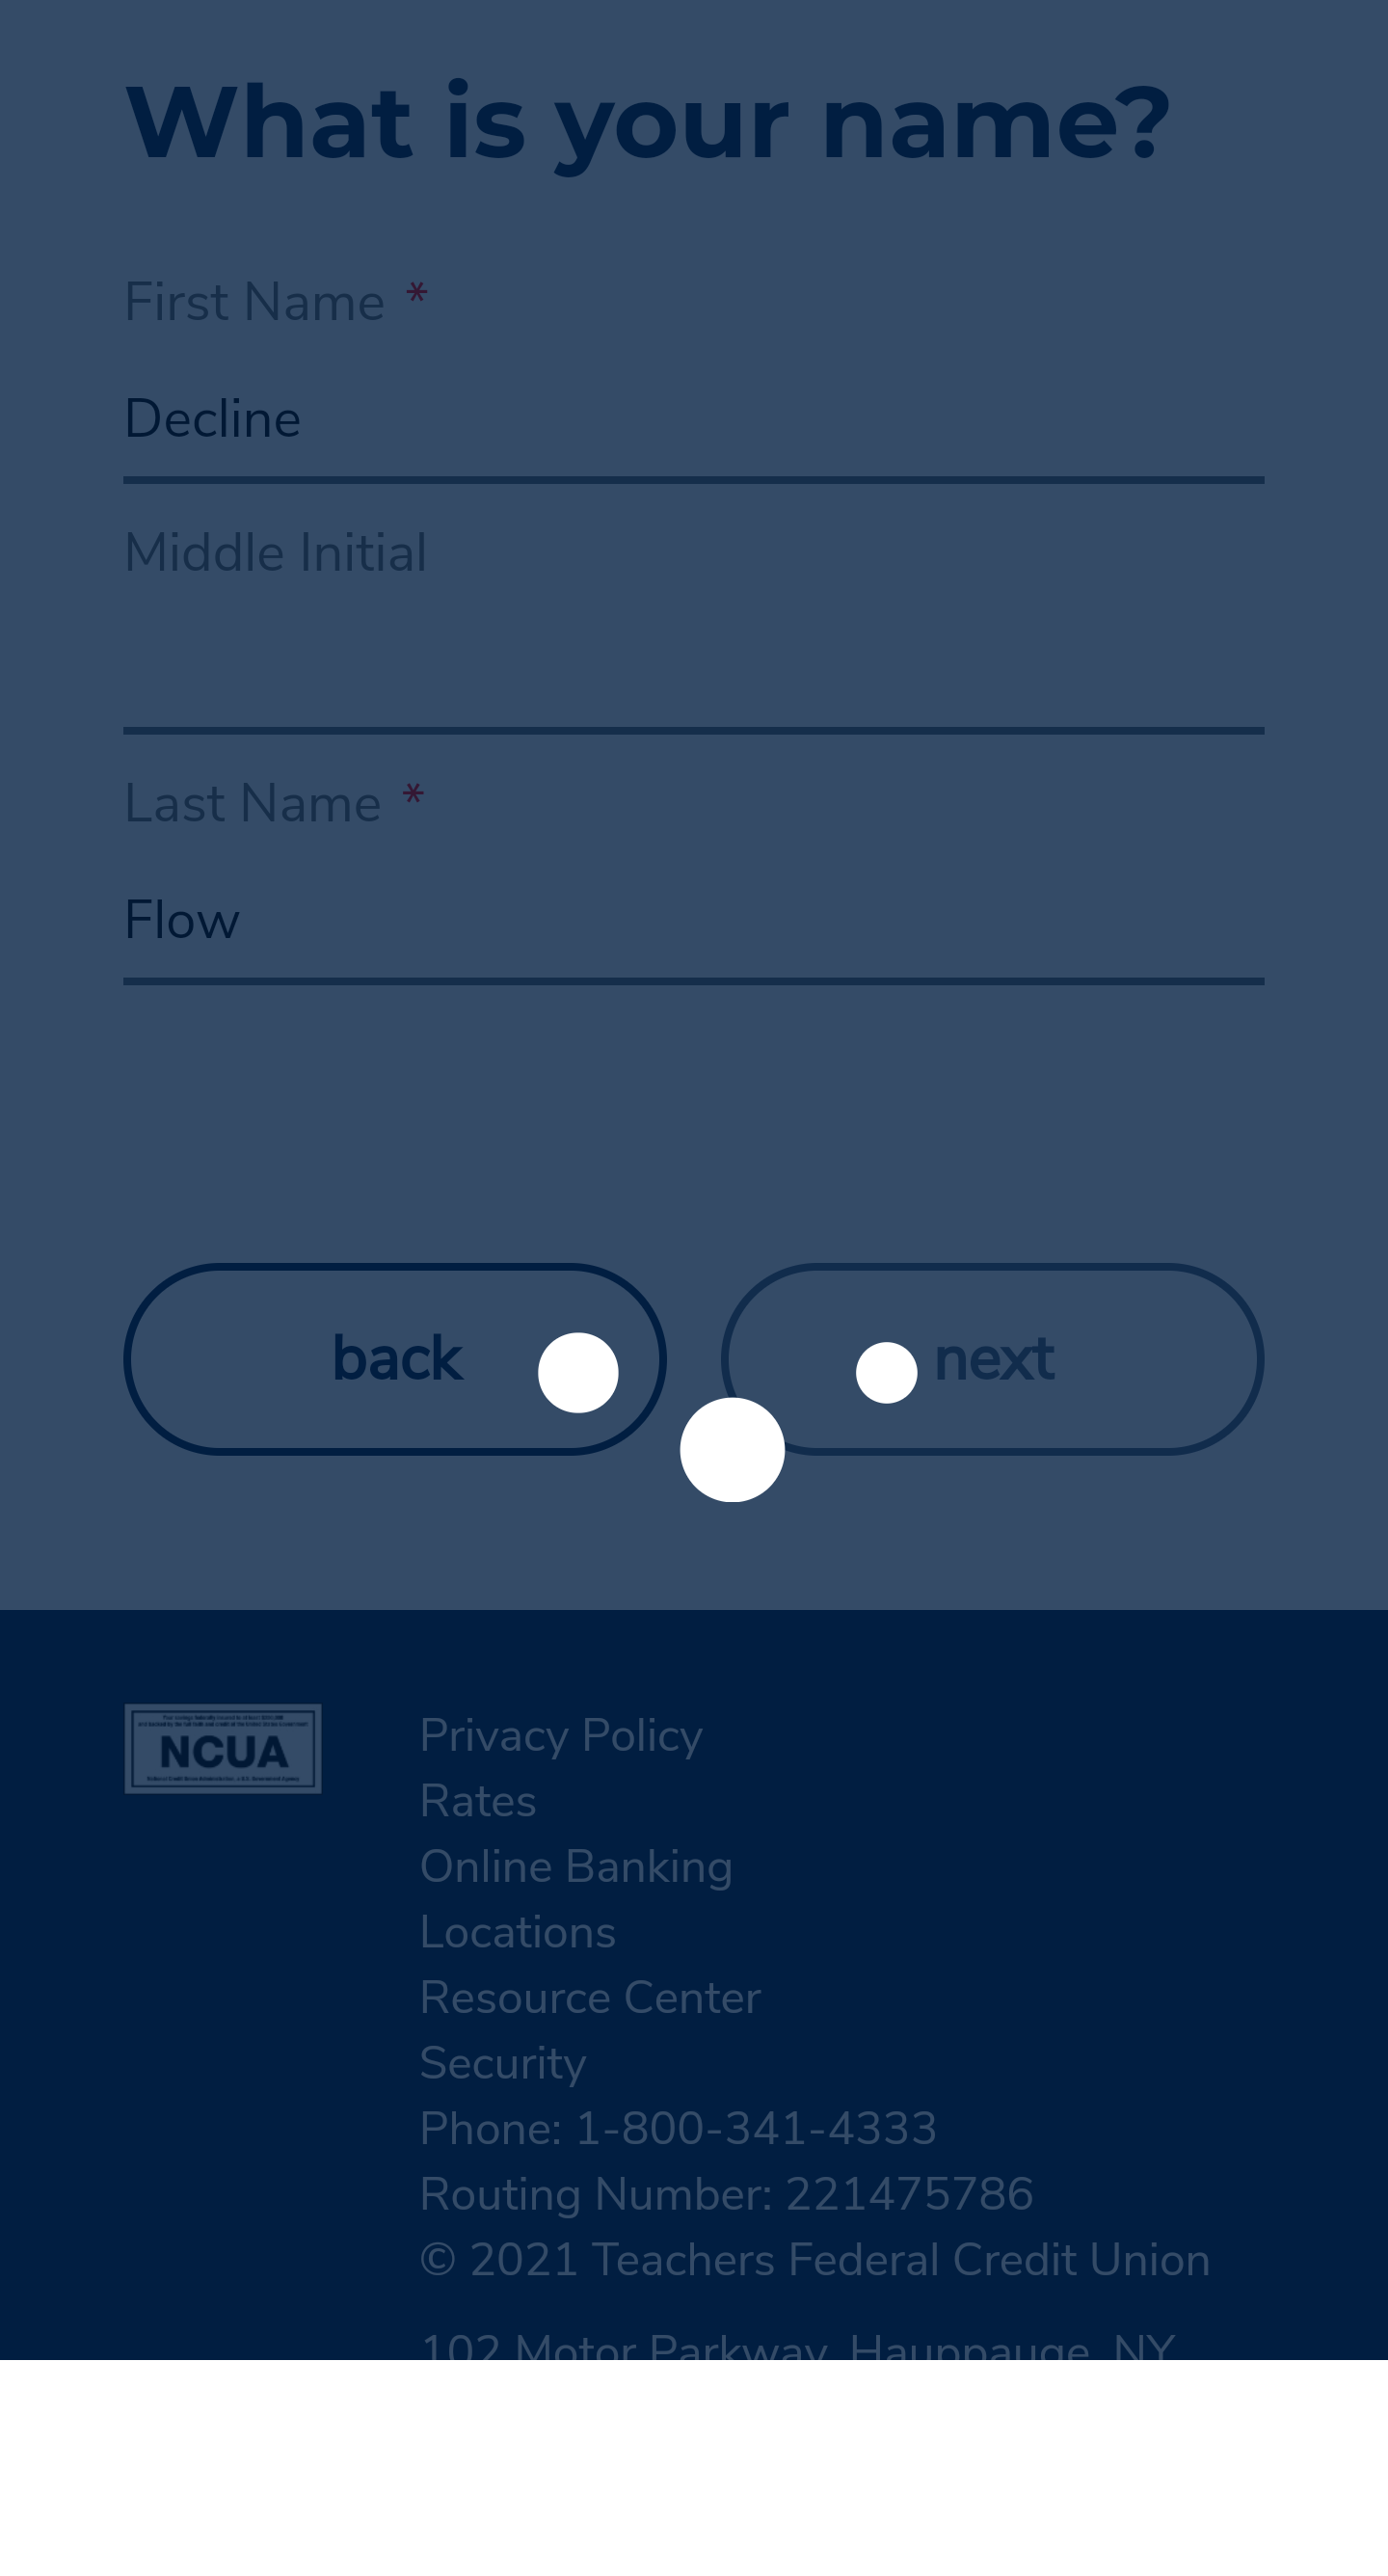 What is your name?
First Name *
Decline
Middle Initial
Last Name *
Flow
back
next
NCUA
Privacy Policy
Rates
Online Banking
Locations
Resource Center
Security
Phone: 1-800-341-4333
Routing Number: 221475786
© 2021 Teachers Federal Credit Union
102 Motor Parkway, Hauppauge, NY